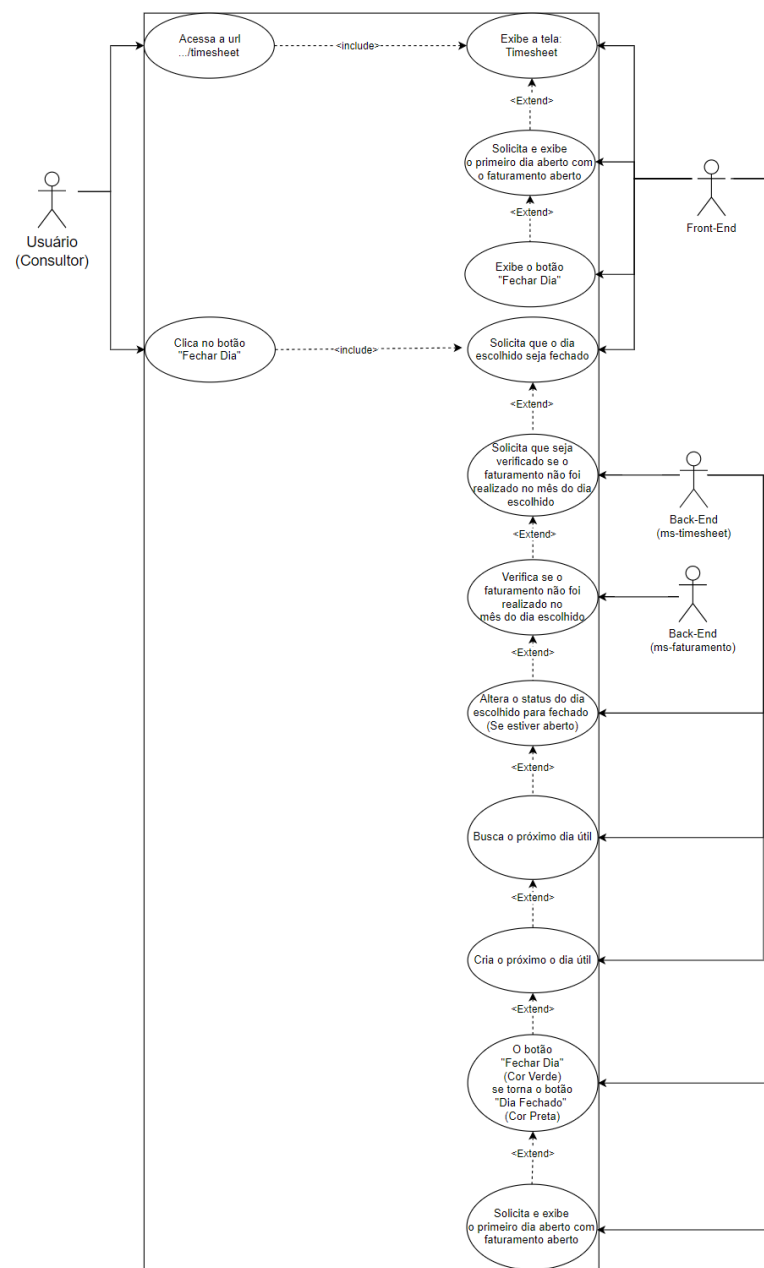 Acessa a url
.../timesheet
<include>
Exibe a tela:
Timesheet
<Extend>
Solicita e exibe
o primeiro dia aberto com
o faturamento aberto
<Extend>
Usuário
(Consultor)
Front-End
Exibe o botão
"Fechar Dia"
Clica no botão
"Fechar Dia"
<include>
Solicita que o dia
escolhido seja fechado
<Extend>
Solicita que seja
verificado se o
faturamento não foi
realizado no mês do dia
escolhido
Back-End
(ms-timesheet)
<Extend>
Verifica se o
faturamento não foi
realizado no
mês do dia escolhido
Back-End
(ms-faturamento)
<Extend>
Altera o status do dia
escolhido para fechado
(Se estiver aberto)
<Extend>
Busca o próximo dia útil
<Extend>
Cria o próximo o dia útil
<Extend>
O botão
"Fechar Dia"
(Cor Verde)
se torna o botão
"Dia Fechado"
(Cor Preta)
<Extend>
Solicita e exibe
o primeiro dia aberto com
faturamento aberto